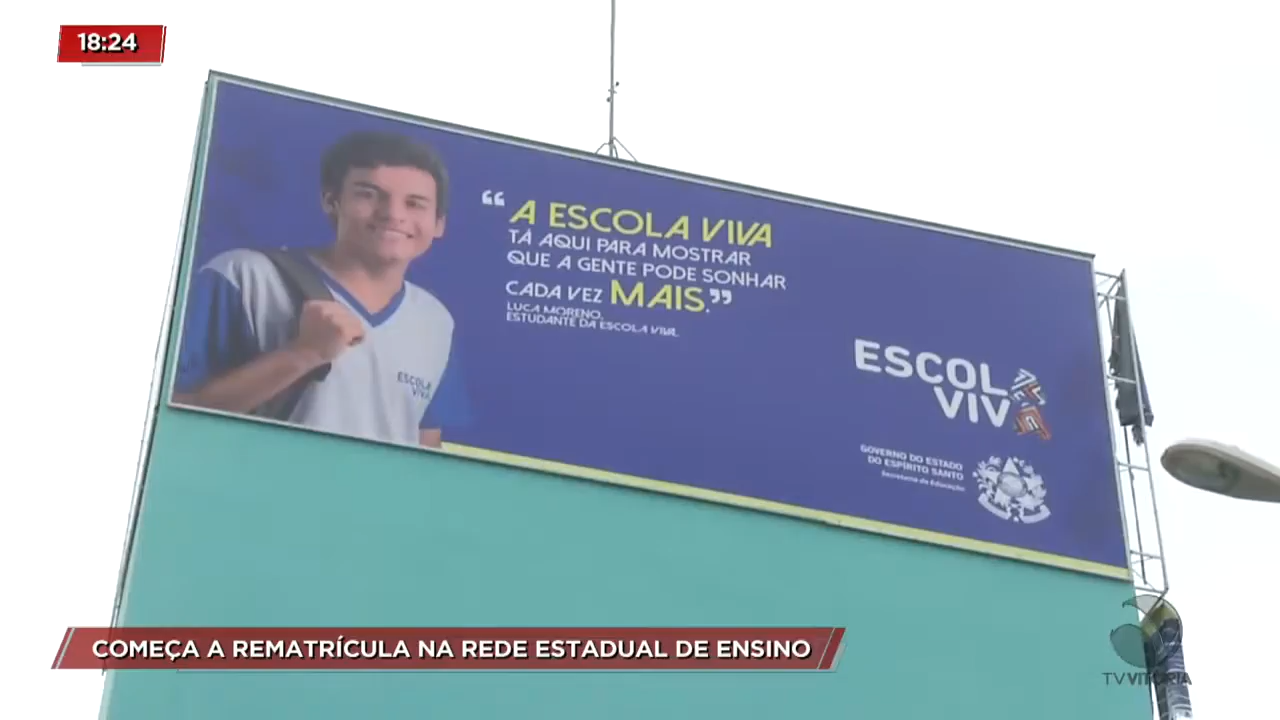 18:24
“A ESCOLA VIVA
TÁ AQUI PARA MOSTRAR
QUE A GENTE PODE SONHAR
CADA VEZ MAIS.”
LUCA MORENO,
ESTUDANTE DA ESCOLA VIVA.
ESCOLA
VIVA
ESCOL
VIV
GOVERNO DO ESTADO
DO ESPÍRITO SANTO
Secretaria da Educação
COMEÇA A REMATRÍCULA NA REDE ESTADUAL DE ENSINO
TV VITÓRIA